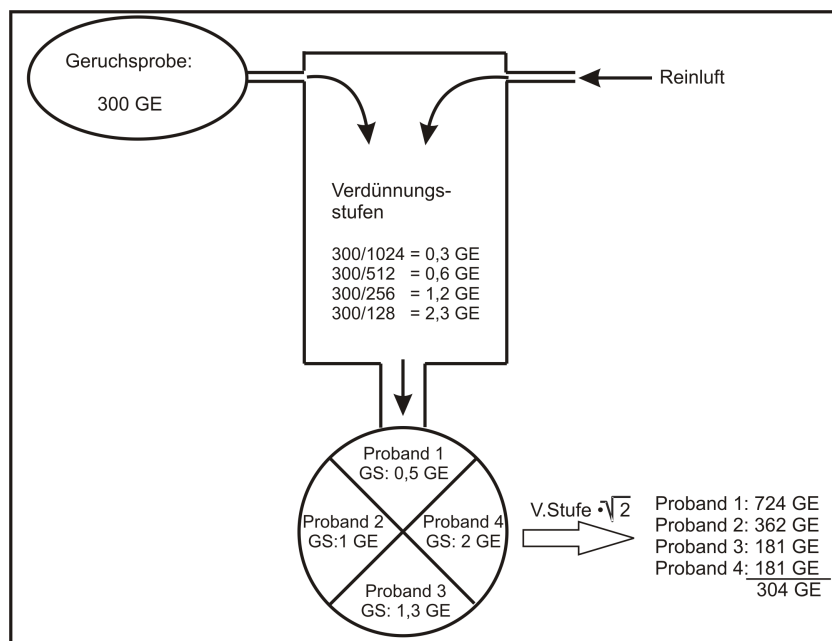 Geruchsprobe:
300 GE
Reinluft
Verdünnungs-
stufen
300/1024 = 0,3 GE
300/512 = 0,6 GE
300/256 = 1,2 GE
300/128 = 2,3 GE
Proband 1
GS: 0,5 GE
Proband 2
GS:1 GE
Proband 4
GS: 2 GE
Proband 3
GS: 1,3 GE
V.Stufe •√2
Proband 1: 724 GE
Proband 2: 362 GE
Proband 3: 181 GE
Proband 4: 181 GE
304 GE